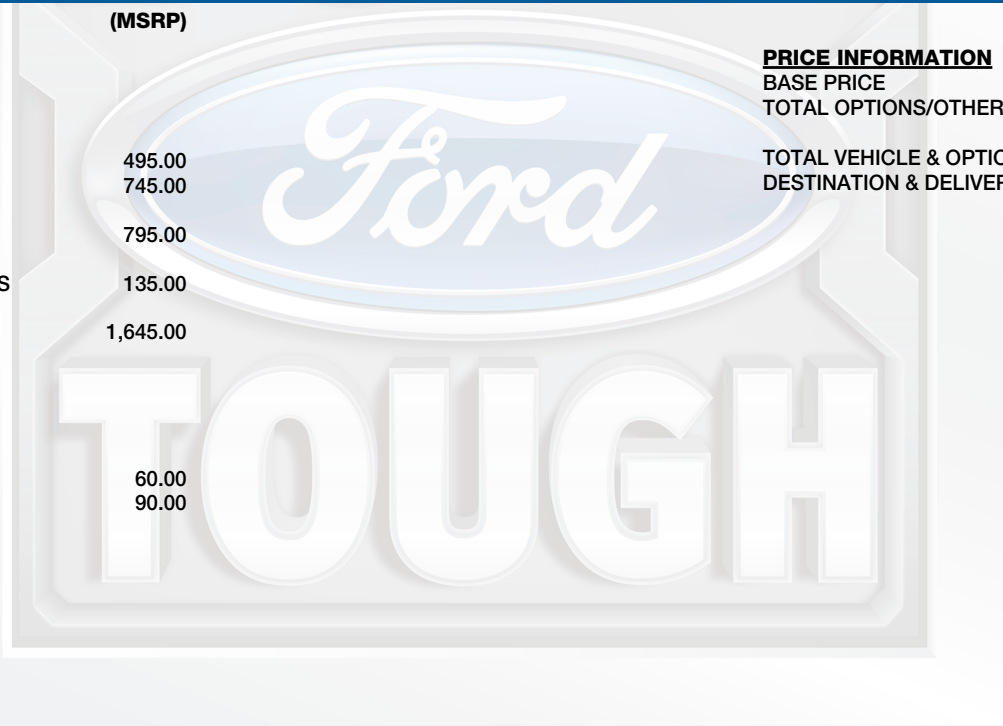 (MSRP)
PRICE INFORMATION
BASE PRICE
TOTAL OPTIONS/OTHER
495.00 TOTAL VEHICLE & OPTIO
745.00 DESTINATION & DELIVER
795.00
S 135.00
1,645.00
60.00
90.00
Ford
TOUGH